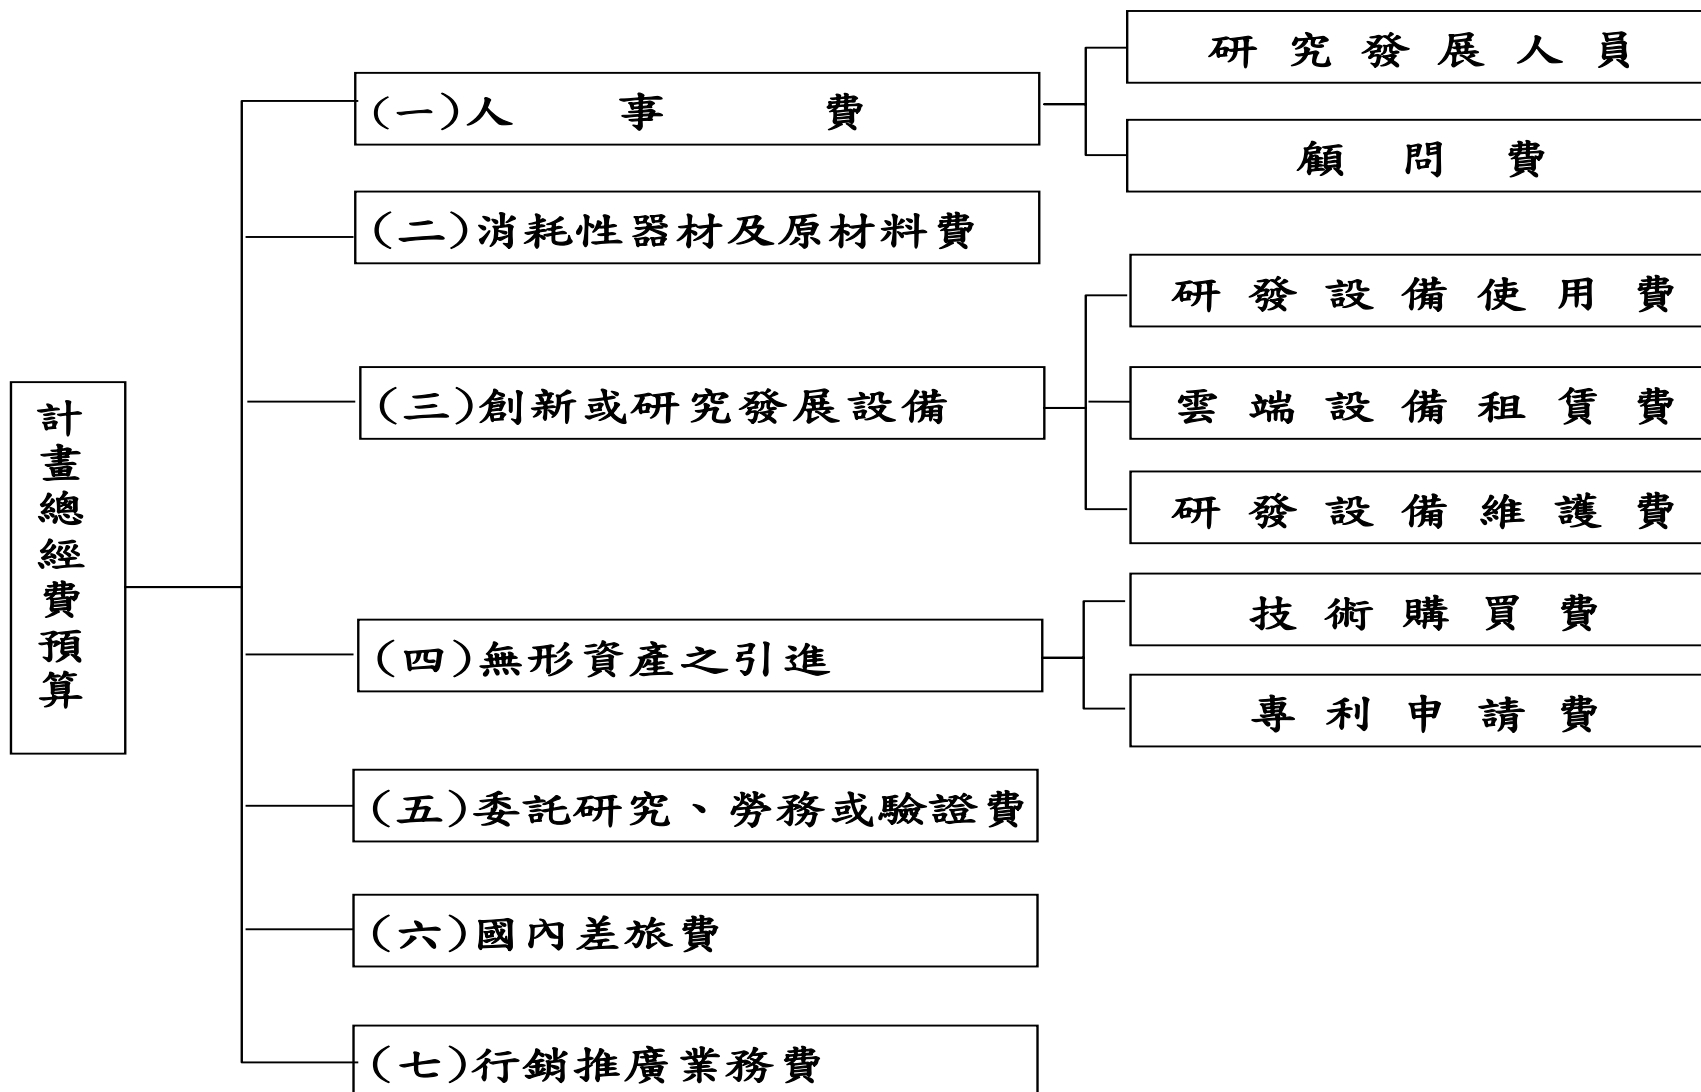 計畫總經費預算
(一)人事費
研究發展人員
顧問費
(二)消耗性器材及原材料費
(三)創新或研究發展設備
研發設備使用費
雲端設備租賃費
研發設備維護費
(四)無形資產之引進
技術購買費
專利申請費
(五)委託研究、勞務或驗證費
(六)國內差旅費
(七)行銷推廣業務費